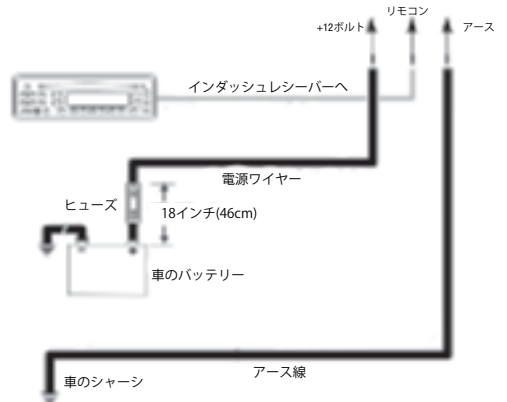 リモコン
+12ボルト
アース
インダッシュレシーバーへ
電源ワイヤー
ヒューズ
18インチ(46cm)
車のバッテリー
アース線
車のシャーシ